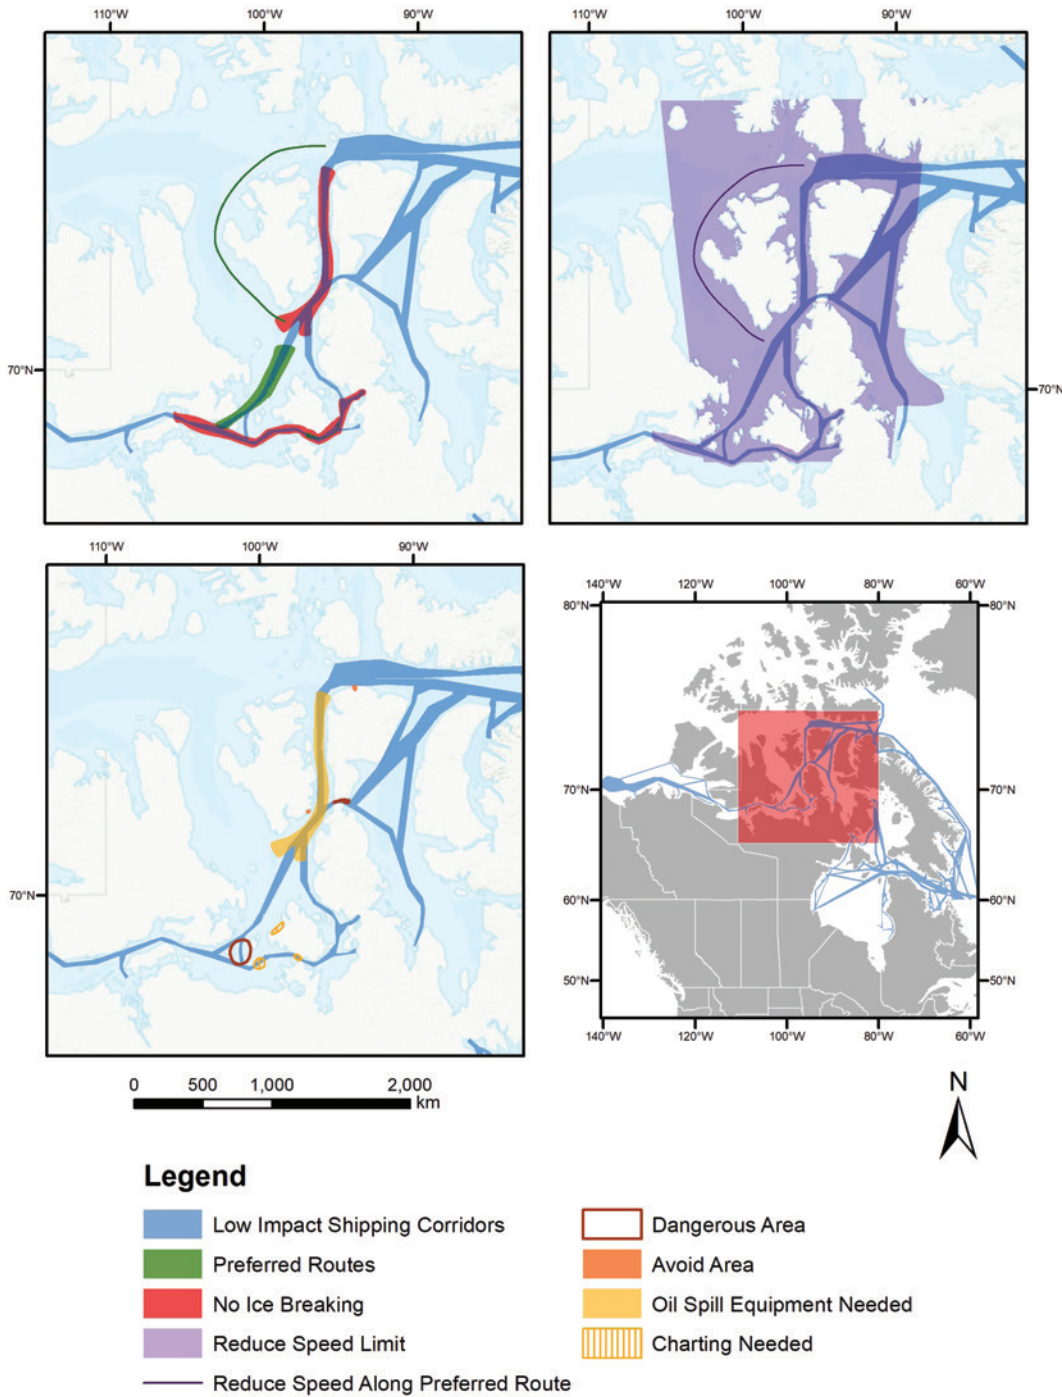 110°W 100°W 90°W
100°W 90°W
110°W
70°N
70°N
110°W 100°W 90°W
70°N
140°W 120°W 100°W 80°W 60°W
80°N 80°N
70°N 70°N
60°N 60°N
50°N 50°N
140°W 120°W 100°W 80°W 60°W
0 500 1,000 2,000
km
N
Legend
Low Impact Shipping Corridors
Preferred Routes
No Ice Breaking
Reduce Speed Limit
Reduce Speed Along Preferred Route
Dangerous Area
Avoid Area
Oil Spill Equipment Needed
Charting Needed